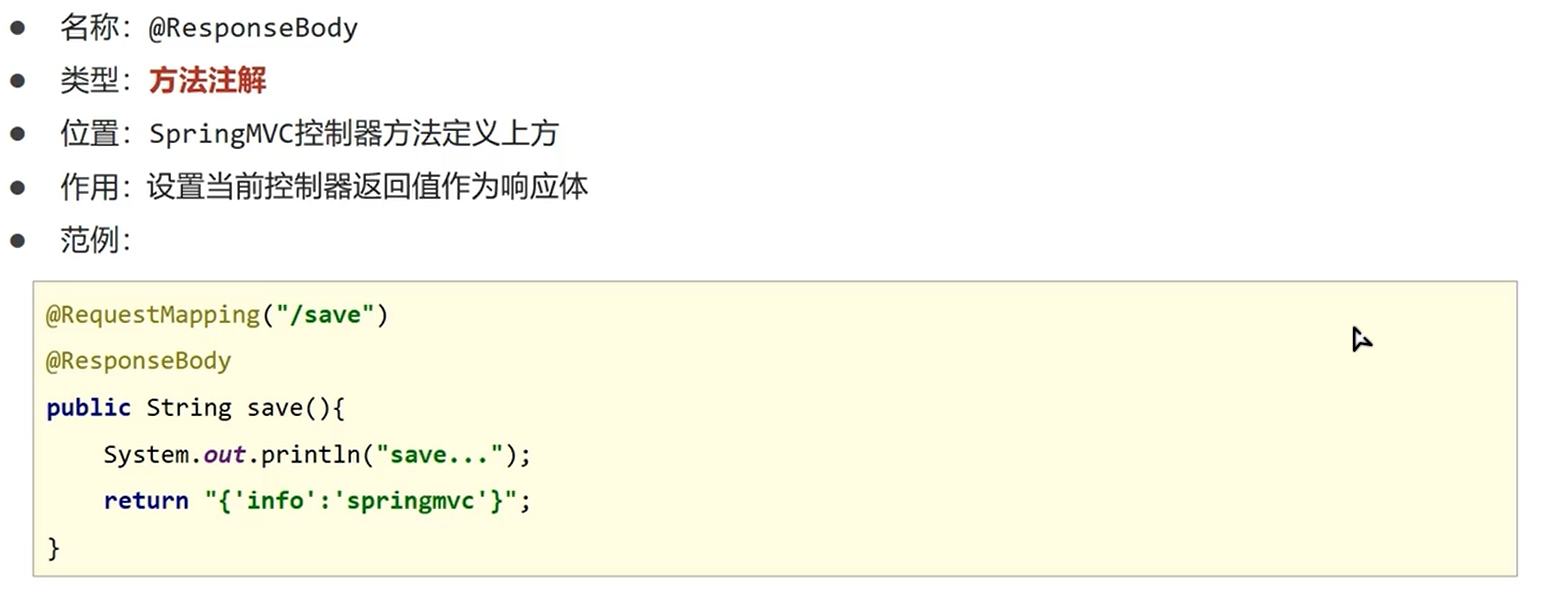 ● 名称：@ResponseBody
● 类型：方法注解
● 位置：SpringMVC控制器方法定义上方
● 作用：设置当前控制器返回值作为响应体
● 范例：
@RequestMapping("/save")
@ResponseBody
public String save(){
    System.out.println("save...");
    return "{'info':'springmvc'}";
}